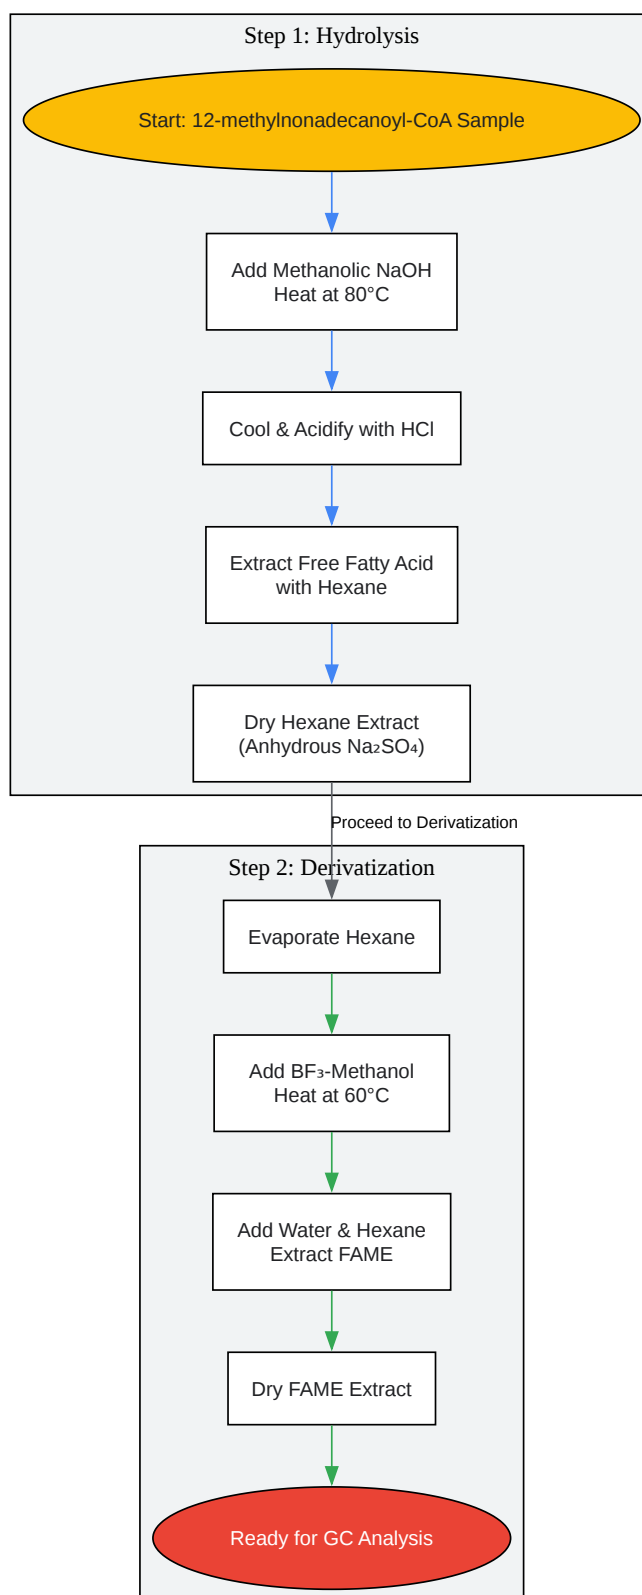 Step 1: Hydrolysis
Start: 12-methylnonadecanoyl-CoA Sample
Add Methanolic NaOH
Heat at 80°C
Cool & Acidify with HCl
Extract Free Fatty Acid
with Hexane
Dry Hexane Extract
(Anhydrous Na₂SO₄)
Proceed to Derivatization
Step 2: Derivatization
Evaporate Hexane
Add BF₃-Methanol
Heat at 60°C
Add Water & Hexane
Extract FAME
Dry FAME Extract
Ready for GC Analysis